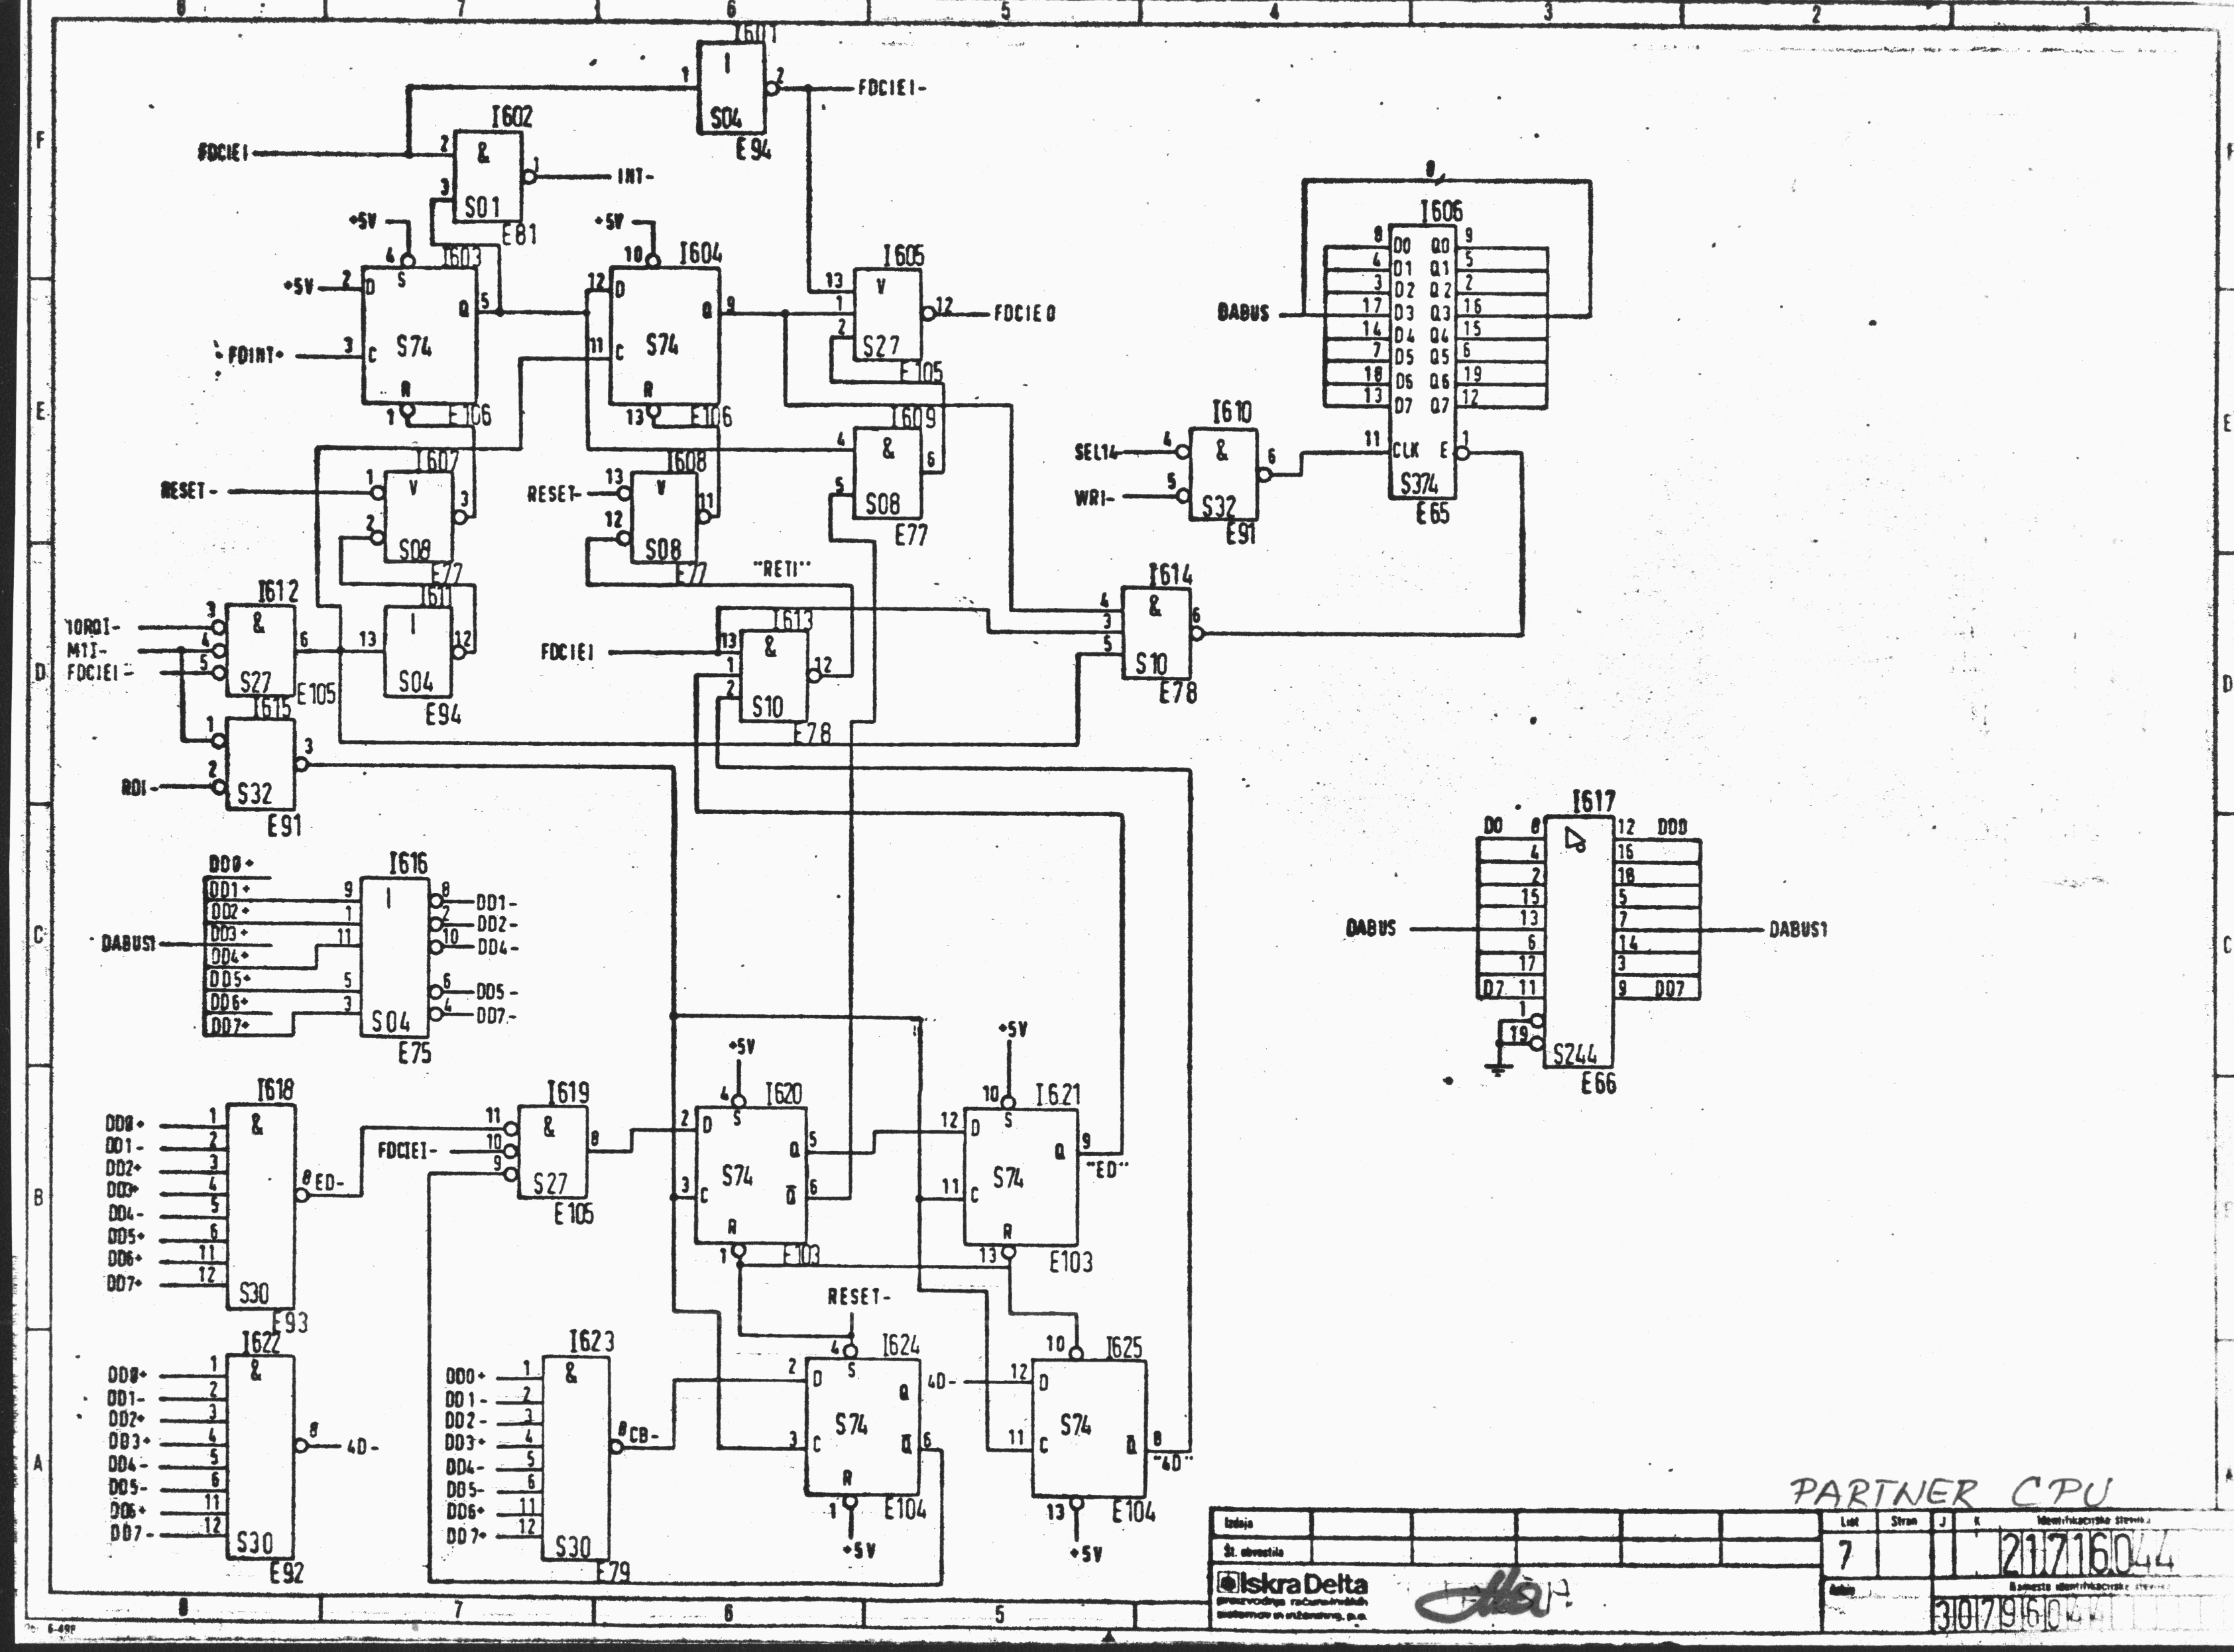 8 7 6 5 4 3 2 1
I601
1
I
2
FDCIEI-
S04
E94
F
FDCIEI
I602
2
&
1
INT-
3
S01
E81
+5V
4
I603
+5V
2
D
S
Q
5
FDINT+
3
C
S74
R
1
E106
+5V
10
I604
12
D
Q
9
11
C
S74
R
13
E106
I605
13
V
1
12
FDCIEO
2
S27
E105
8
I606
8 D0 Q0 9
4 D1 Q1 5
3 D2 Q2 2
DABUS
17 D3 Q3 16
14 D4 Q4 15
7 D5 Q5 6
18 D6 Q6 19
13 D7 Q7 12
11 CLK E 1
S374
E65
E
I610
SEL14
4
&
6
WRI-
5
S32
E91
I607
RESET-
1
V
3
2
S08
E77
I608
RESET-
13
V
11
12
S08
E77
"RETI"
I609
4
&
6
5
S08
E77
D
I612
IORQI-
3
&
M1I-
4
6
FDCIEI-
5
S27
E105
I611
13
I
12
S04
E94
I613
FDCIEI
13
&
1
12
2
S10
E78
I614
4
&
3
6
5
S10
E78
I615
1
3
RDI-
2
S32
E91
C
DABUS1
DD0+
DD1+
DD2+
DD3+
DD4+
DD5+
DD6+
DD7+
I616
9 I 8 DD1-
1 2 DD2-
11 10 DD4-
5 6 DD5-
3 4 DD7-
S04
E75
I617
D0 8 12 DD0
4 16
2 18
15 5
DABUS
13 7
DABUS1
6 14
17 3
D7 11 9 DD7
1
19
S244
E66
B
I618
DD0+ 1 &
DD1- 2
DD2+ 3
DD3+ 4
DD4- 5
DD5+ 6
DD6+ 11
DD7+ 12
8 ED-
S30
E93
I619
11
&
FDCIEI-
10
8
9
S27
E105
+5V
4
I620
2
D
S
Q
5
3
C
S74
Q
6
R
1
E103
+5V
10
I621
12
D
S
Q
9
"ED"
11
C
S74
R
13
E103
RESET-
A
I622
DD0+ 1 &
DD1- 2
DD2+ 3
DD3+ 4
DD4- 5
DD5- 6
DD6+ 11
DD7- 12
8
4D-
S30
E92
I623
DD0+ 1 &
DD1- 2
DD2- 3
DD3+ 4
DD4- 5
DD5- 6
DD6+ 11
DD7+ 12
8 CB-
S30
E79
4
I624
2
D
S
Q
3
C
S74
Q
6
R
1
E104
+5V
10
I625
4D-
12
D
11
C
S74
Q
8
"4D"
13
E104
+5V
PARTNER CPU
Izdaja
Št. obvestila
List
Stran
J
K
7
21716044
IskraDelta
proizvodnja računalniških
sistemov in inženiring, p.o.
8 7 6 5
6-49P